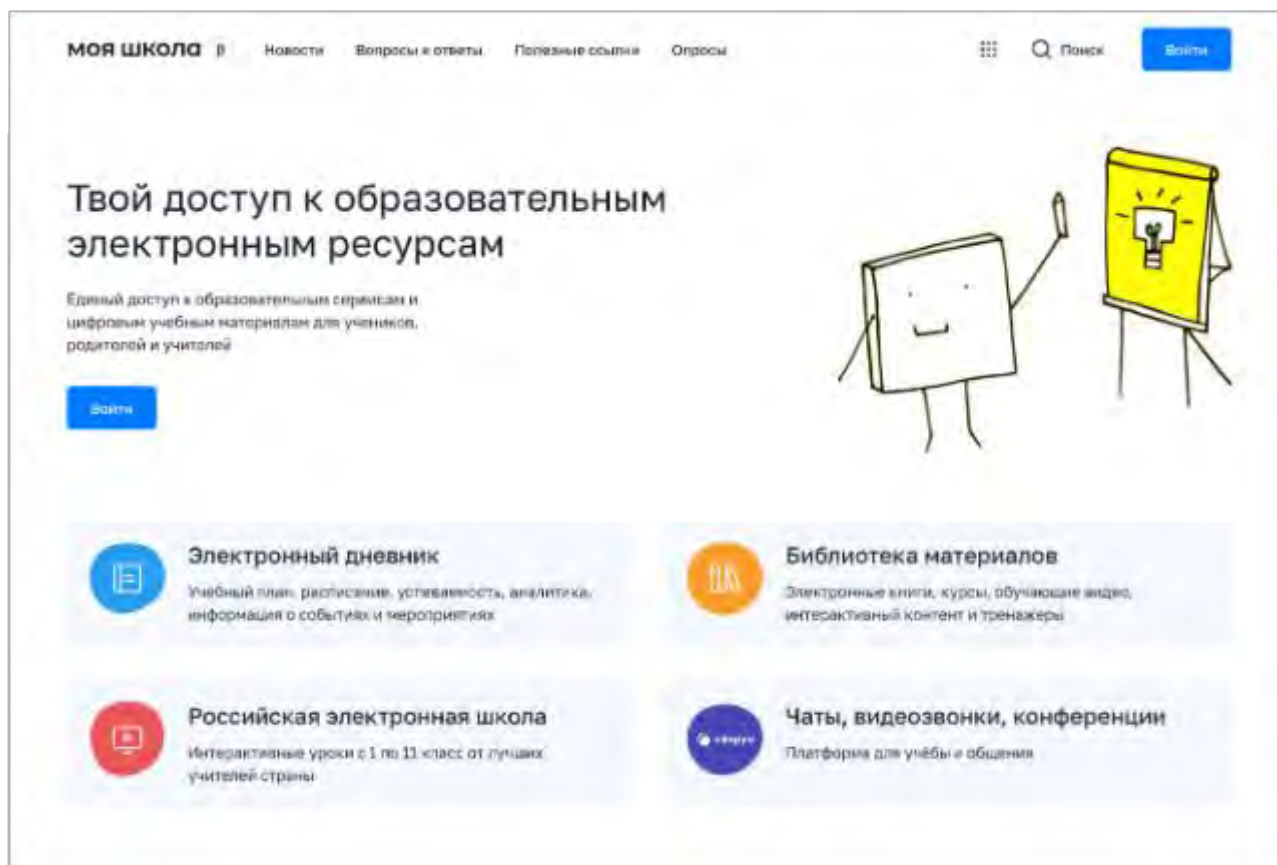 МОЯ ШКОЛА β Новости Вопросы и ответы Полезные ссылки Опросы Поиск Войти
Твой доступ к образовательным
электронным ресурсам
Единый доступ к образовательным сервисам и
цифровым учебным материалам для учеников,
родителей и учителей
Войти
Электронный дневник
Учебный план, расписание, успеваемость, аналитика,
информация о событиях и мероприятиях
Библиотека материалов
Электронные книги, курсы, обучающие видео,
интерактивный контент и тренажеры
Российская электронная школа
Интерактивные уроки с 1 по 11 класс от лучших
учителей страны
Чаты, видеозвонки, конференции
сферум
Платформа для учёбы и общения